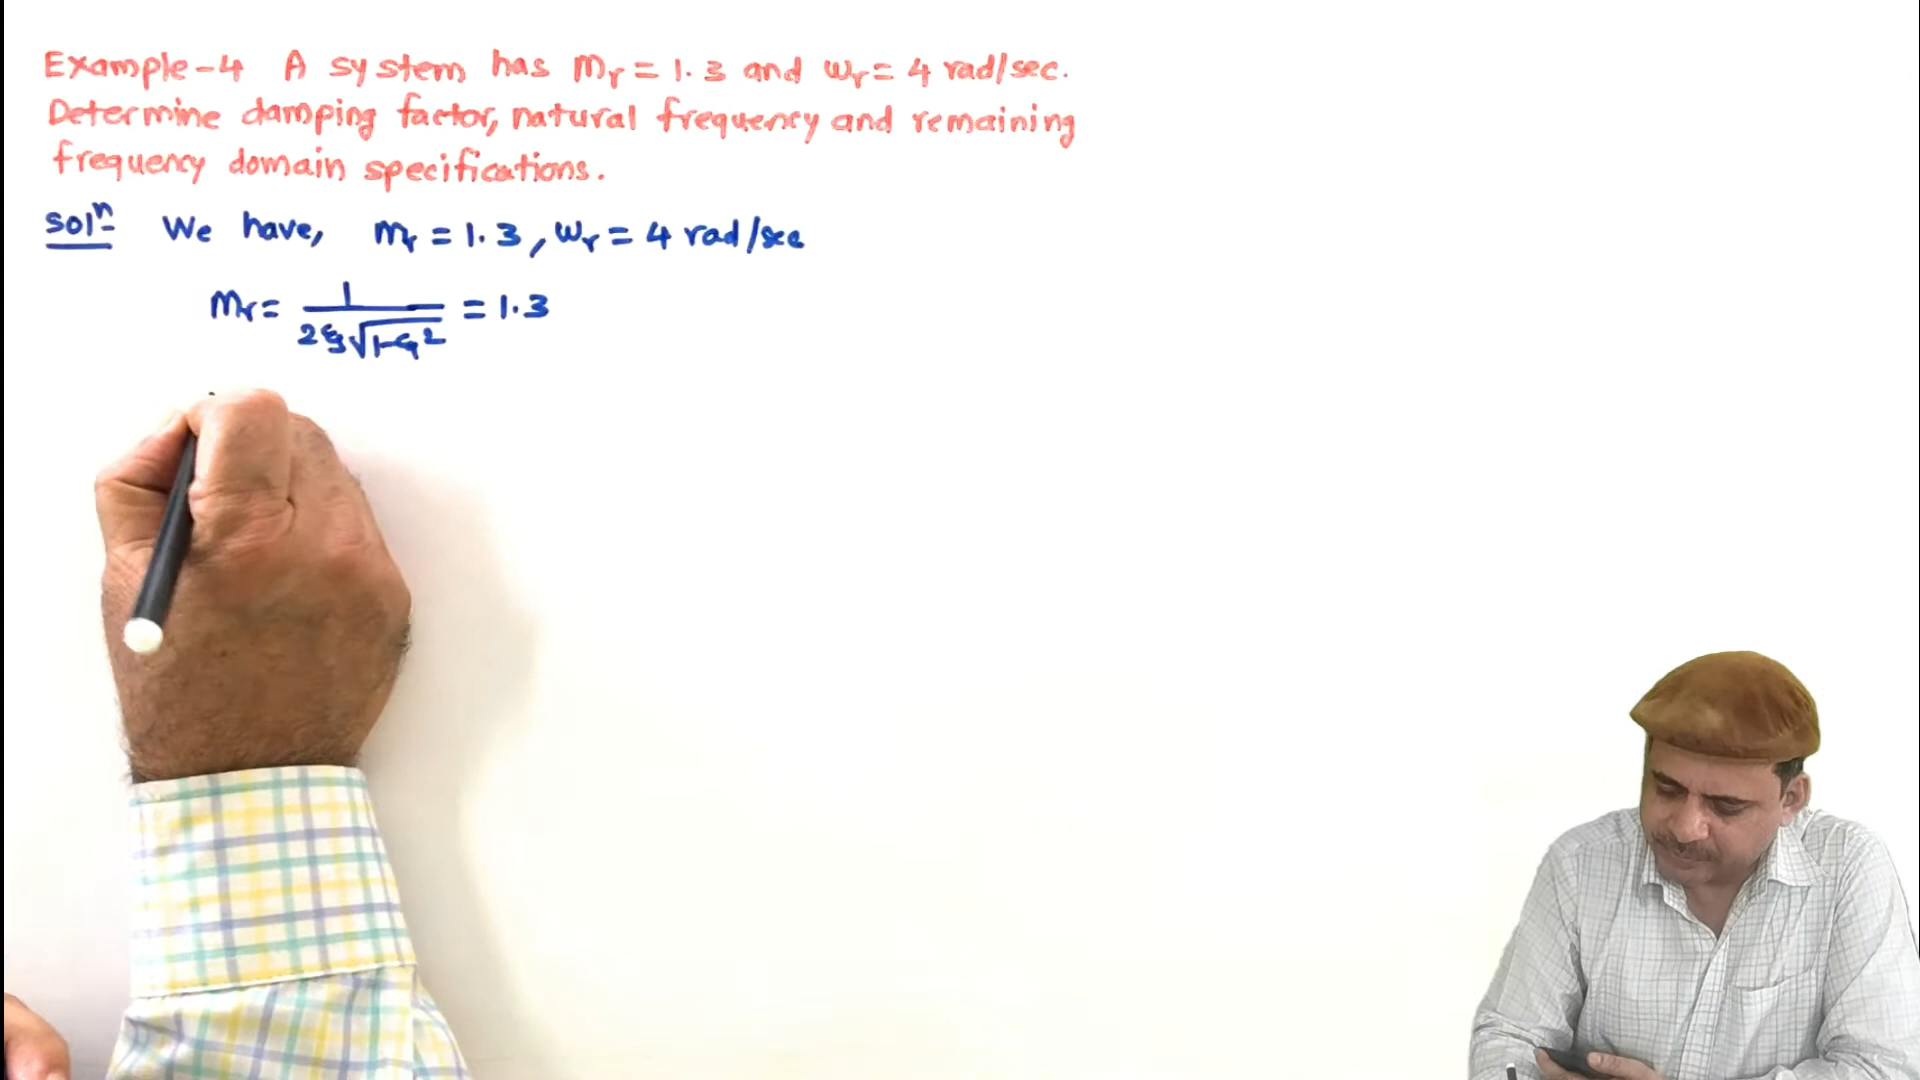 Example-4 A system has Mr = 1.3 and ωr = 4 rad/sec.
Determine damping factor, natural frequency and remaining
frequency domain specifications.
Solⁿ We have, Mr = 1.3, ωr = 4 rad/sec
Mr = 1/(2ξ√(1-ξ²)) = 1.3